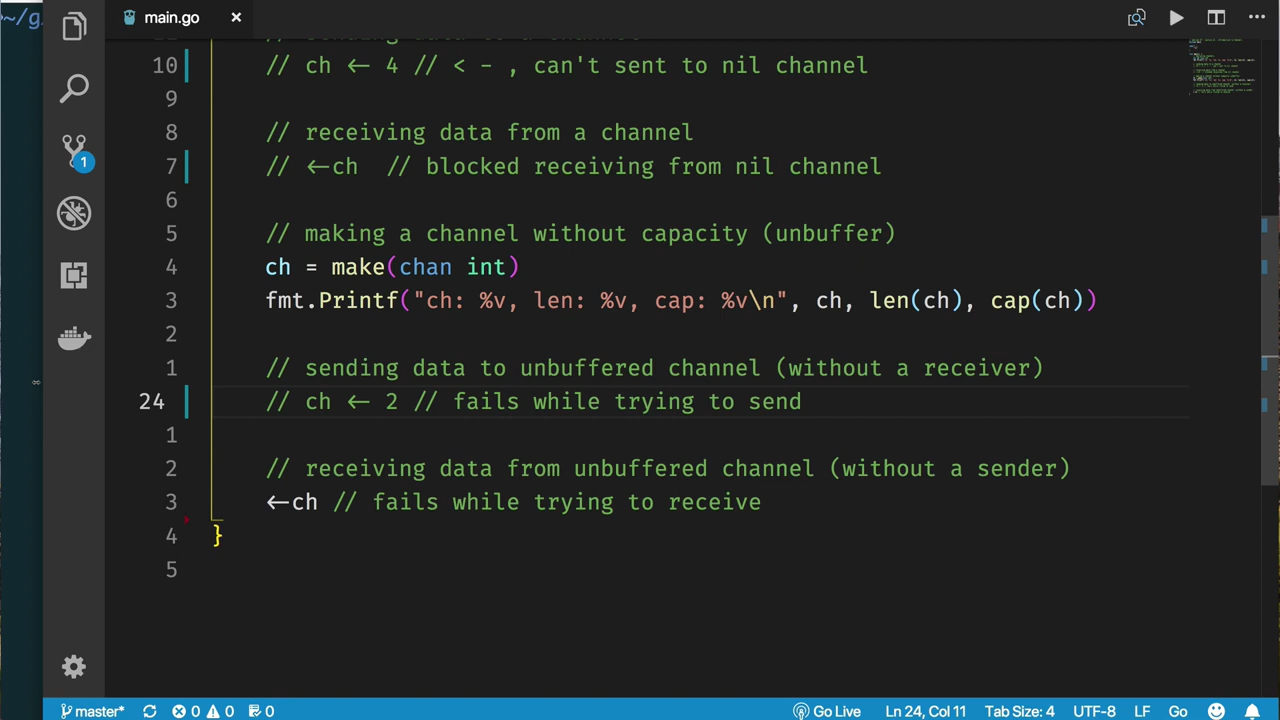 ~/g
main.go
10 // ch <- 4 // < - , can't sent to nil channel
9
8 // receiving data from a channel
7 // <-ch // blocked receiving from nil channel
6
5 // making a channel without capacity (unbuffer)
4 ch = make(chan int)
3 fmt.Printf("ch: %v, len: %v, cap: %v\n", ch, len(ch), cap(ch))
2
1 // sending data to unbuffered channel (without a receiver)
24 // ch <- 2 // fails while trying to send
1
2 // receiving data from unbuffered channel (without a sender)
3 <-ch // fails while trying to receive
4 }
5
1
master* 0 0 0 Go Live Ln 24, Col 11 Tab Size: 4 UTF-8 LF Go